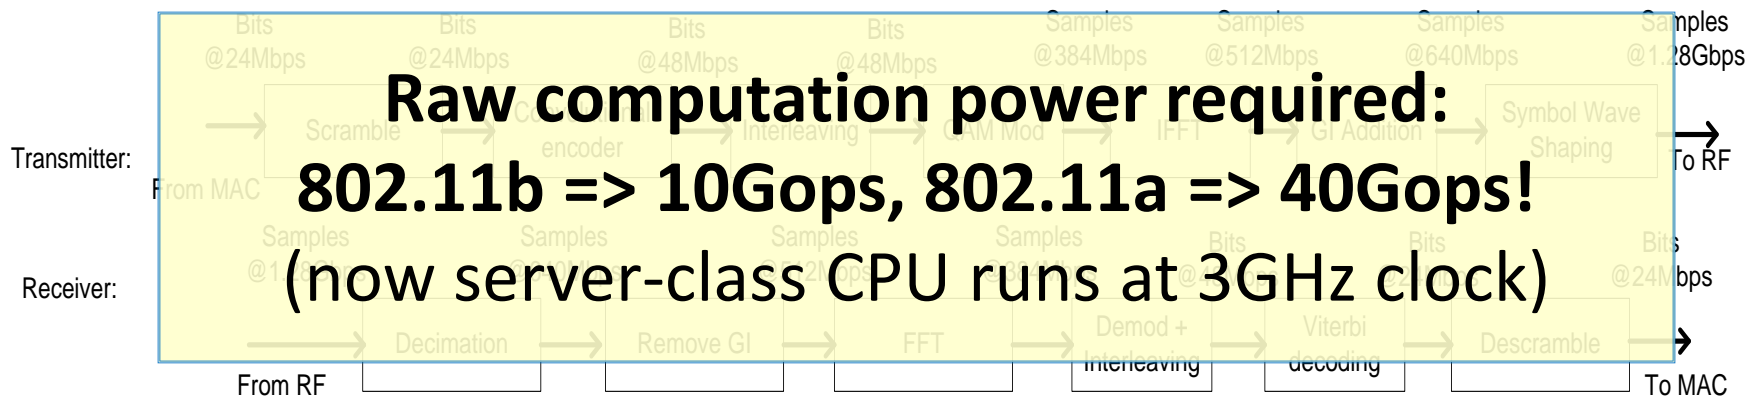 Bits Bits Bits Bits Samples Samples Samples Samples
@24Mbps @24Mbps @48Mbps @48Mbps @384Mbps @512Mbps @640Mbps @1.28Gbps
Raw computation power required:
Scramble encoder Interleaving QAM Mod IFFT GI Addition Symbol Wave Shaping
Transmitter:
From MAC
To RF
802.11b => 10Gops, 802.11a => 40Gops!
Samples Samples Samples Samples Bits Bits Bits
@384Mbps @24Mbps
Receiver:
(now server-class CPU runs at 3GHz clock)
Decimation Remove GI FFT Demod + Interleaving Viterbi decoding Descramble
From RF
To MAC